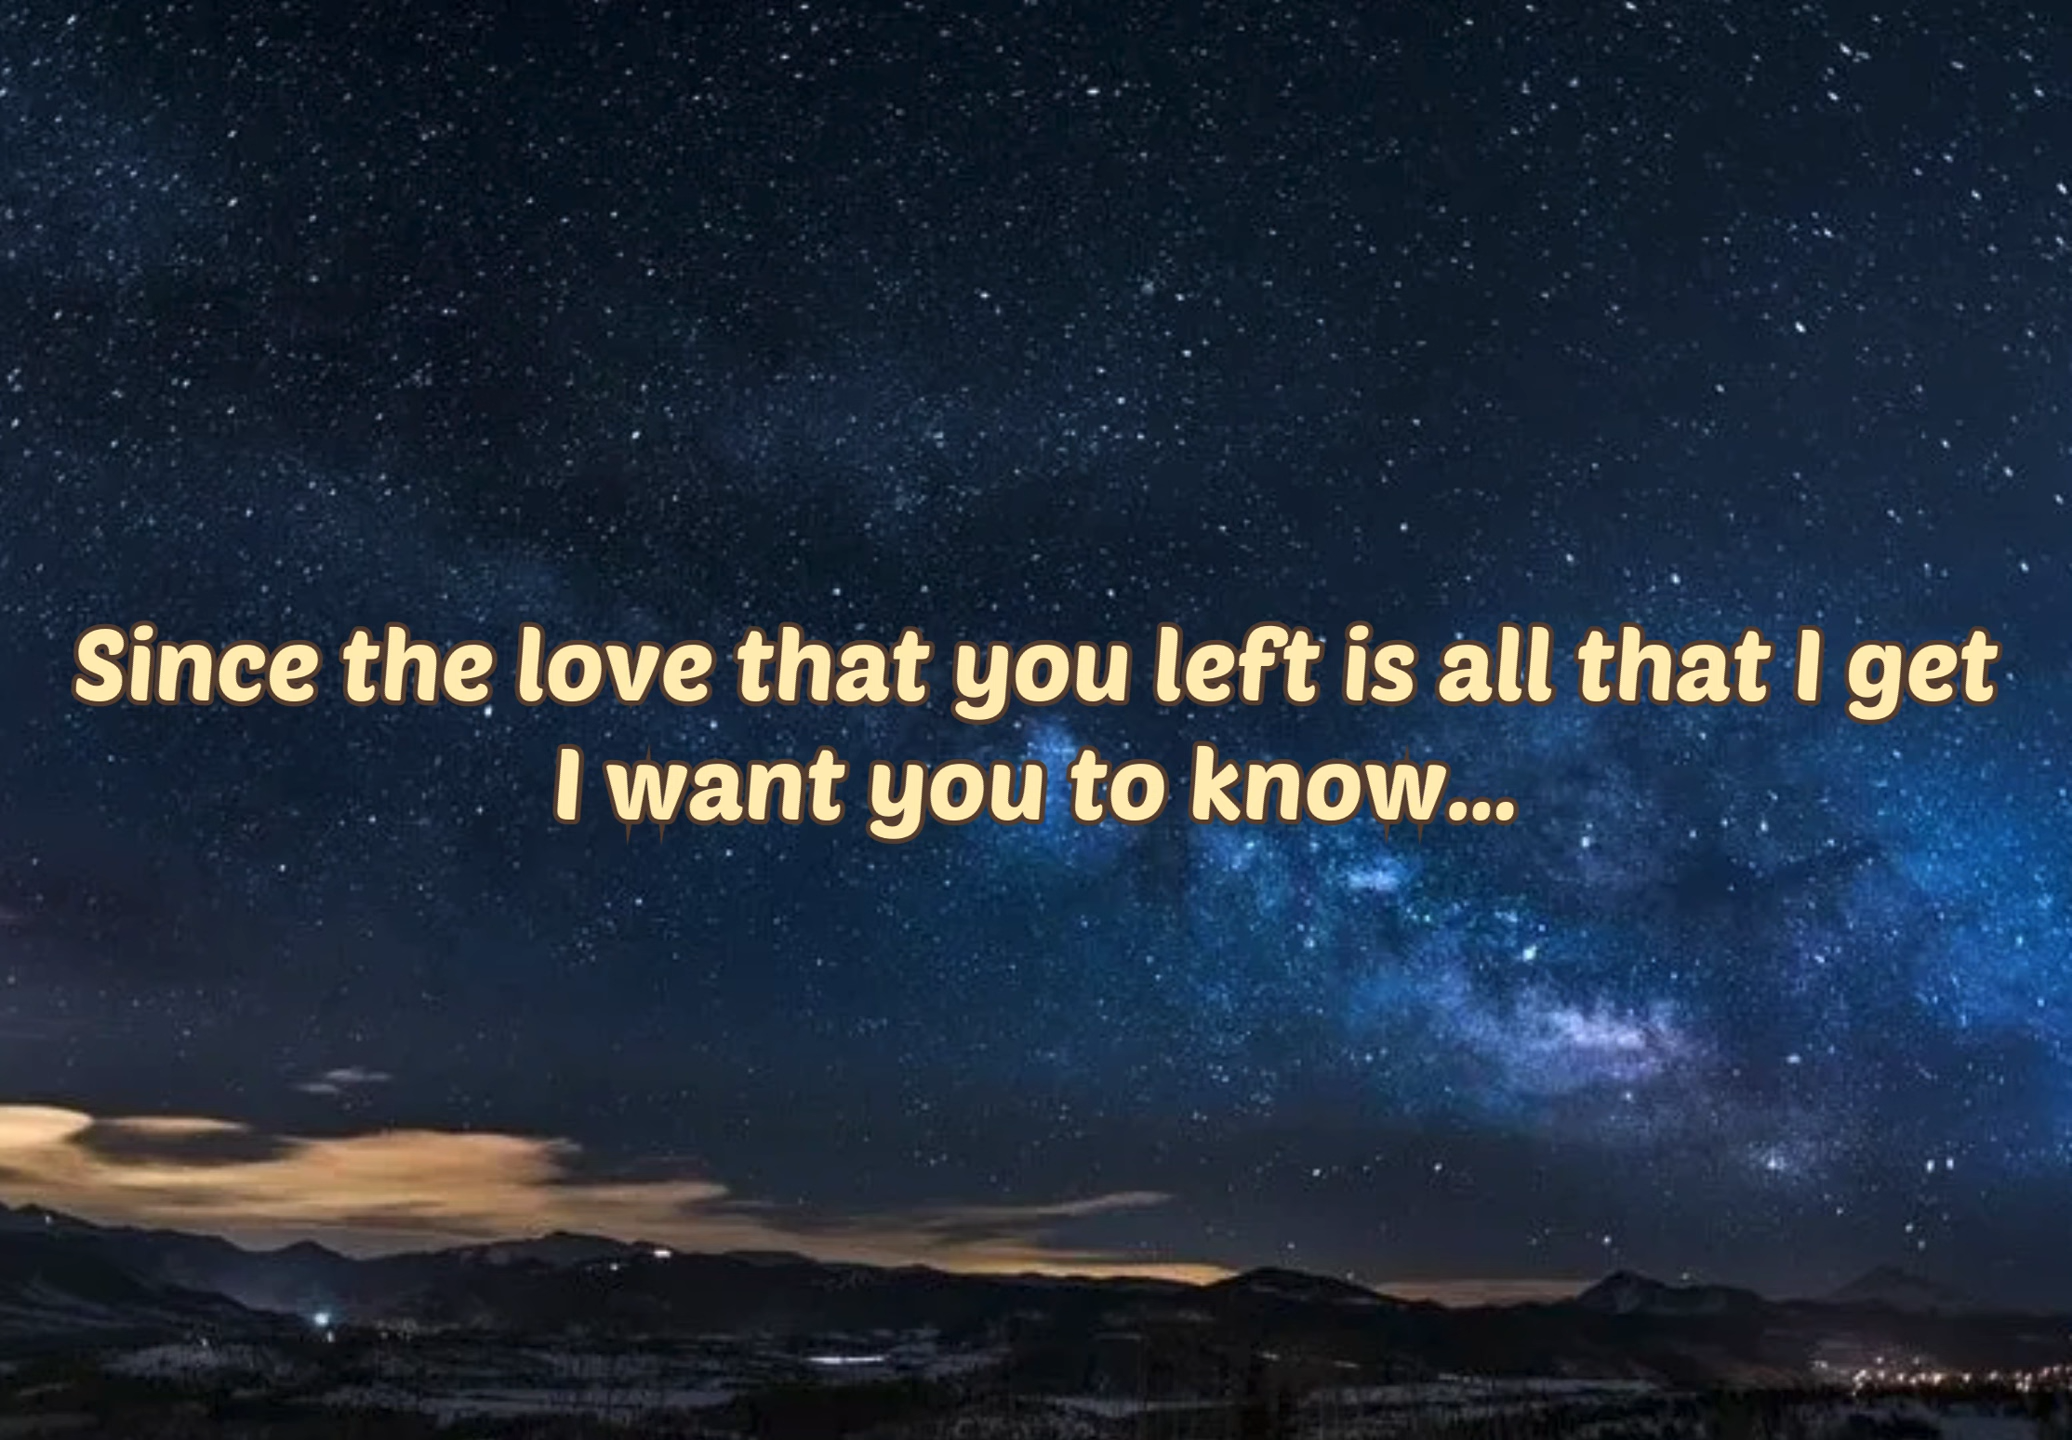 Since the love that you left is all that I get
I want you to know...